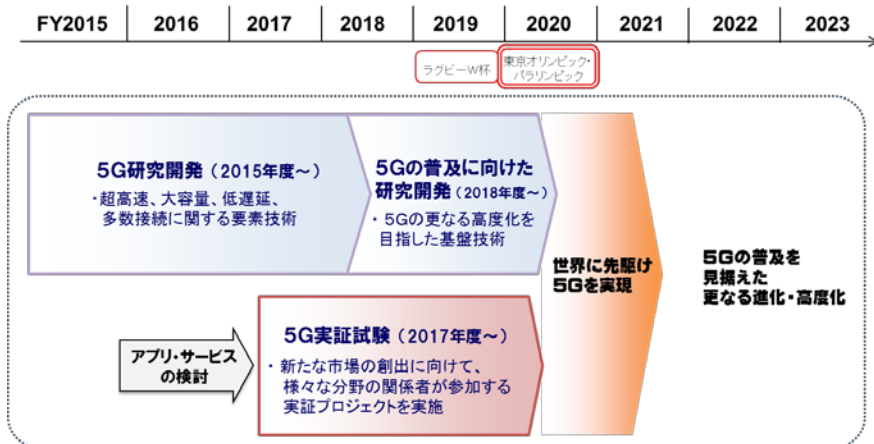 FY2015 2016 2017 2018 2019 2020 2021 2022 2023
ラグビーW杯
東京オリンピック・
パラリンピック
5G研究開発（2015年度～）
・超高速、大容量、低遅延、
多数接続に関する要素技術
5Gの普及に向けた
研究開発（2018年度～）
・5Gの更なる高度化を
目指した基盤技術
世界に先駆け
5Gを実現
5Gの普及を
見据えた
更なる進化・高度化
アプリ・サービス
の検討
5G実証試験（2017年度～）
・新たな市場の創出に向けて、
様々な分野の関係者が参加する
実証プロジェクトを実施